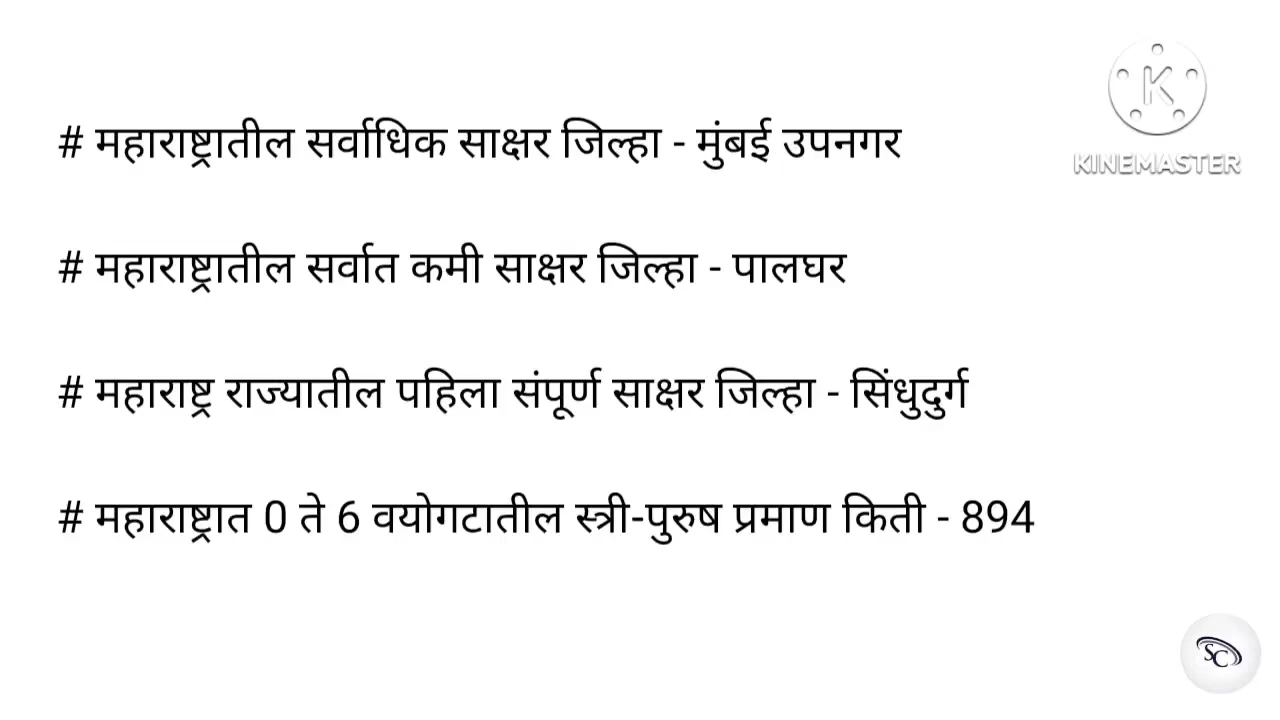 # महाराष्ट्रातील सर्वाधिक साक्षर जिल्हा - मुंबई उपनगर
KINEMASTER
# महाराष्ट्रातील सर्वात कमी साक्षर जिल्हा - पालघर
# महाराष्ट्र राज्यातील पहिला संपूर्ण साक्षर जिल्हा - सिंधुदुर्ग
# महाराष्ट्रात 0 ते 6 वयोगटातील स्त्री-पुरुष प्रमाण किती - 894
SC